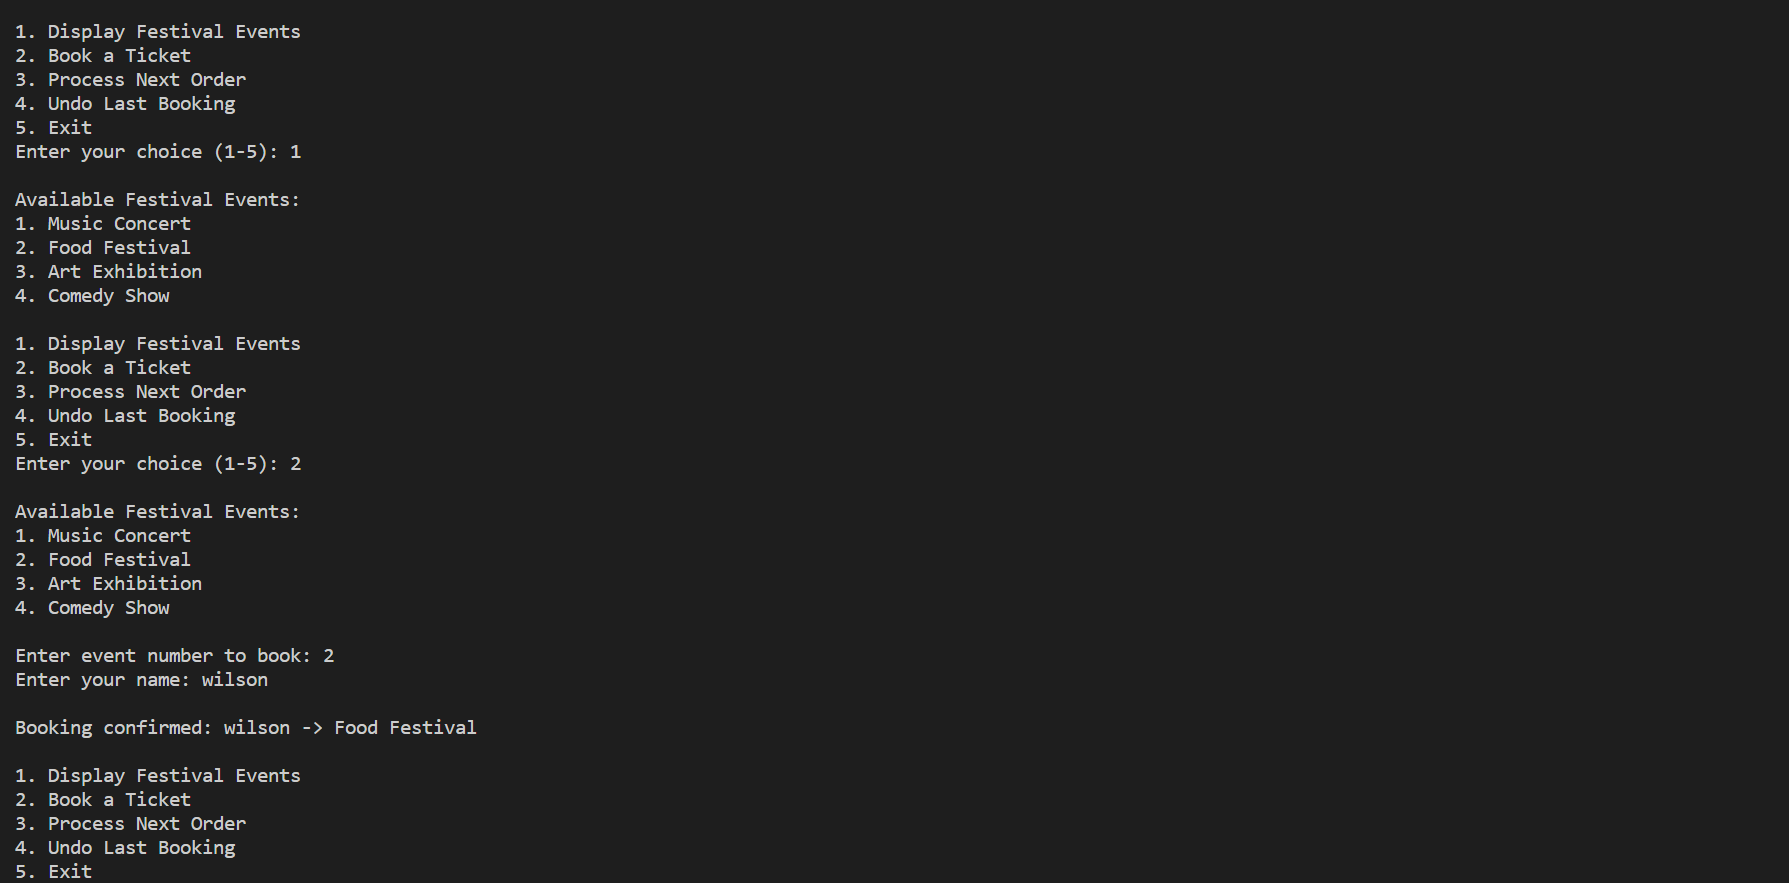 1. Display Festival Events
2. Book a Ticket
3. Process Next Order
4. Undo Last Booking
5. Exit
Enter your choice (1-5): 1
Available Festival Events:
1. Music Concert
2. Food Festival
3. Art Exhibition
4. Comedy Show
1. Display Festival Events
2. Book a Ticket
3. Process Next Order
4. Undo Last Booking
5. Exit
Enter your choice (1-5): 2
Available Festival Events:
1. Music Concert
2. Food Festival
3. Art Exhibition
4. Comedy Show
Enter event number to book: 2
Enter your name: wilson
Booking confirmed: wilson -> Food Festival
1. Display Festival Events
2. Book a Ticket
3. Process Next Order
4. Undo Last Booking
5. Exit